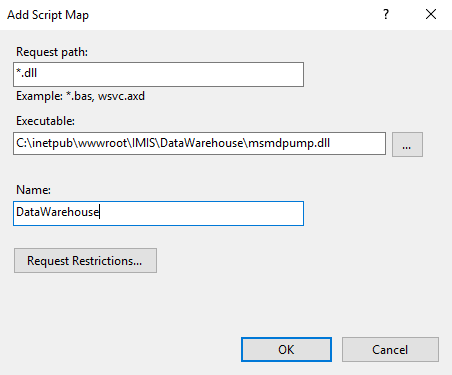 Add Script Map
?
Request path:
*.dll
Example: *.bas, wsvc.axd
Executable:
C:\inetpub\wwwroot\IMIS\DataWarehouse\msmdpump.dll
...
Name:
DataWarehouse
Request Restrictions...
OK Cancel